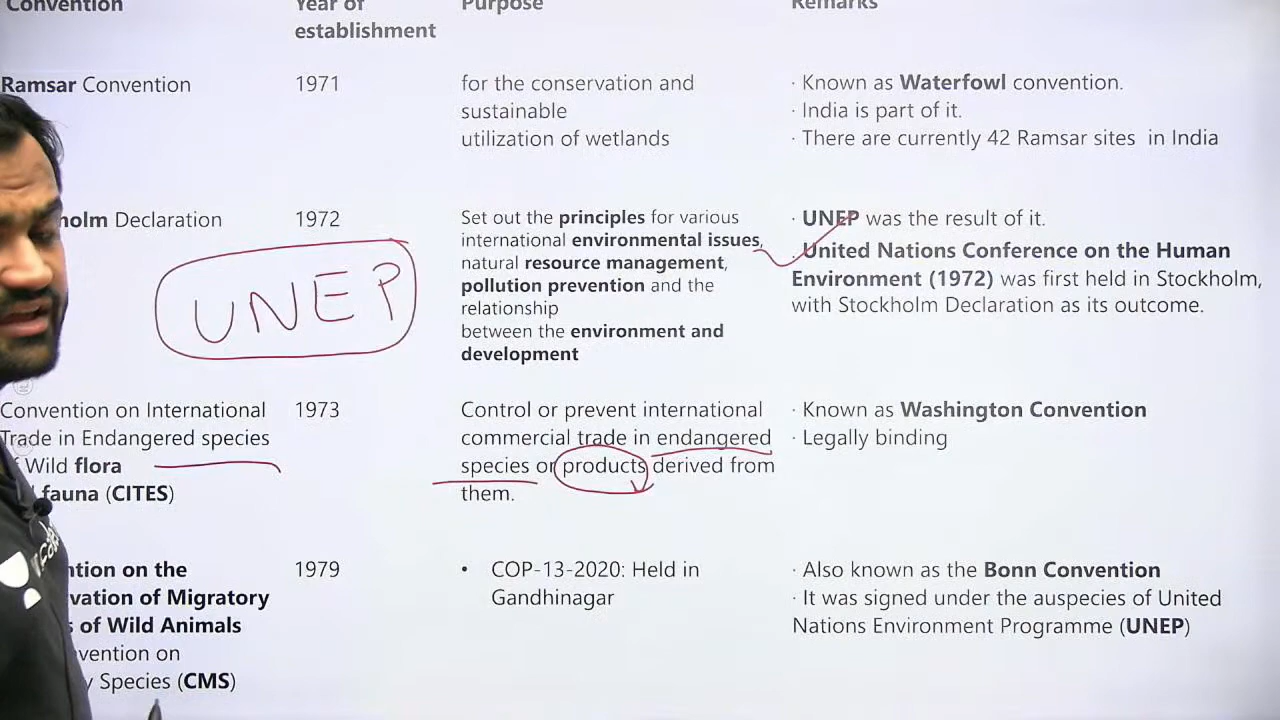 Convention
Year of
establishment
Purpose
Remarks
Ramsar Convention
1971
for the conservation and
sustainable
utilization of wetlands
· Known as Waterfowl convention.
· India is part of it.
· There are currently 42 Ramsar sites in India
holm Declaration
1972
Set out the principles for various
international environmental issues,
natural resource management,
pollution prevention and the
relationship
between the environment and
development
· UNEP was the result of it.
· United Nations Conference on the Human
Environment (1972) was first held in Stockholm,
with Stockholm Declaration as its outcome.
UNEP
Convention on International
Trade in Endangered species
f Wild flora
fauna (CITES)
1973
Control or prevent international
commercial trade in endangered
species or products derived from
them.
· Known as Washington Convention
· Legally binding
ntion on the
vation of Migratory
of Wild Animals
vention on
y Species (CMS)
1979
• COP-13-2020: Held in
Gandhinagar
· Also known as the Bonn Convention
· It was signed under the auspecies of United
Nations Environment Programme (UNEP)